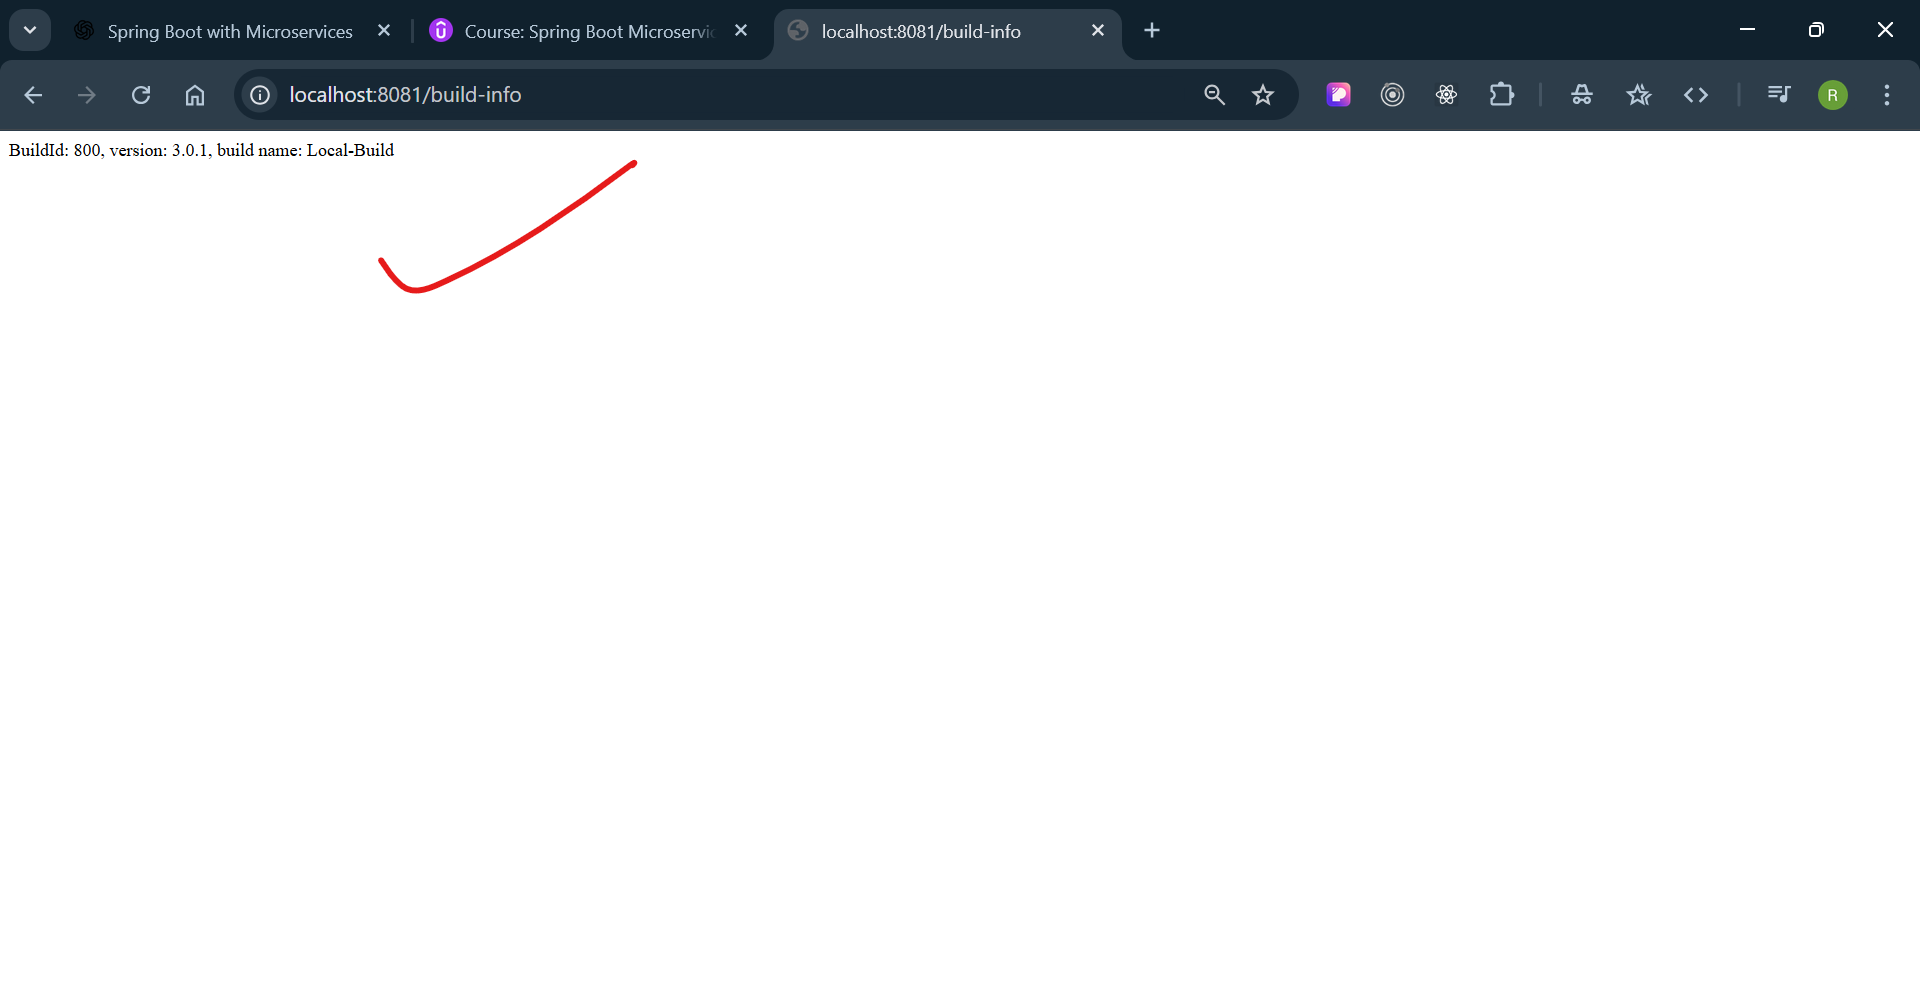 Spring Boot with Microservices
Course: Spring Boot Microservic
localhost:8081/build-info
localhost:8081/build-info
R
BuildId: 800, version: 3.0.1, build name: Local-Build